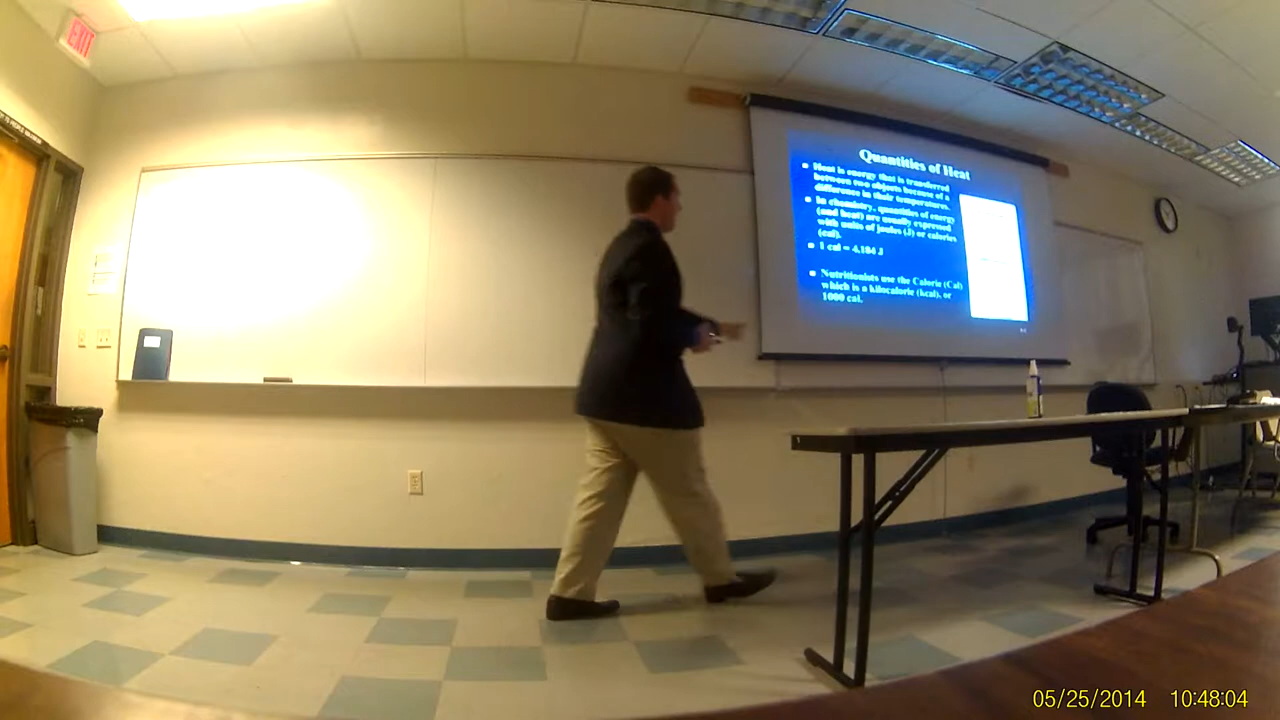 EXIT
Quantities of Heat
Heat is energy that is transferred
between two objects because of a
difference in their temperatures.
In chemistry, quantities of energy
(and heat) are usually expressed
with units of joules (J) or calories
(cal).
1 cal = 4.184 J
Nutritionists use the Calorie (Cal)
which is a kilocalorie (kcal), or
1000 cal.
05/25/2014 10:48:04